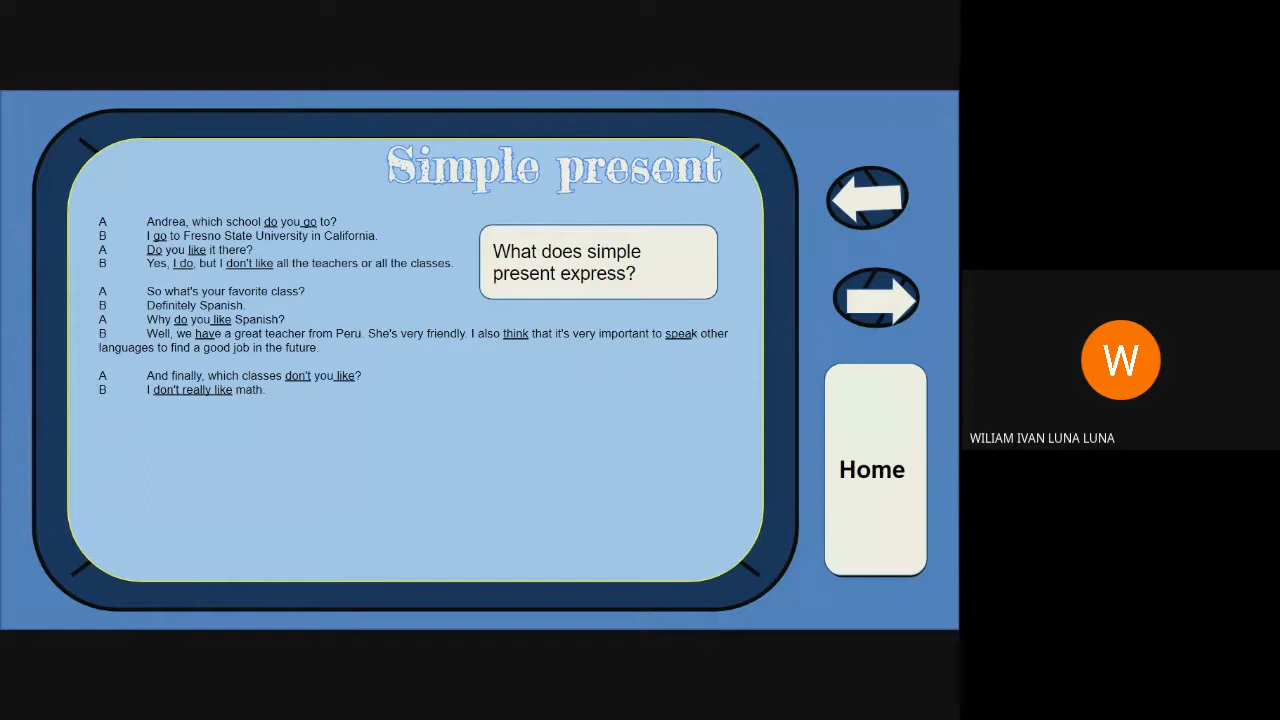 Simple present
A Andrea, which school do you go to?
B I go to Fresno State University in California.
A Do you like it there?
B Yes, I do, but I don't like all the teachers or all the classes.
What does simple
present express?
A So what's your favorite class?
B Definitely Spanish.
A Why do you like Spanish?
B Well, we have a great teacher from Peru. She's very friendly. I also think that it's very important to speak other
languages to find a good job in the future.
A And finally, which classes don't you like?
B I don't really like math.
Home
W
WILIAM IVAN LUNA LUNA